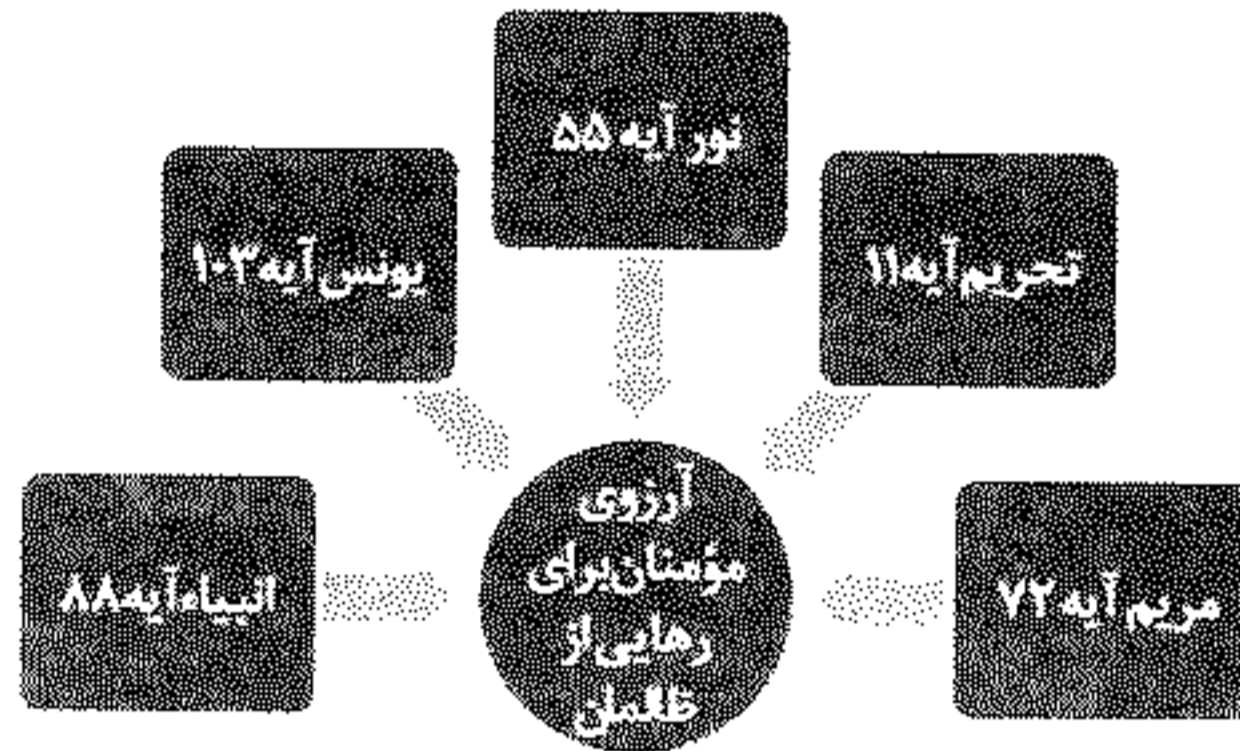 نور آیه ۵۵
یونس آیه ۱۰۳
تحریم آیه ۱۱
انبیاء آیه ۸۸
مریم آیه ۷۲
آرزوی
مؤمنان برای
رهایی از
ظالمان